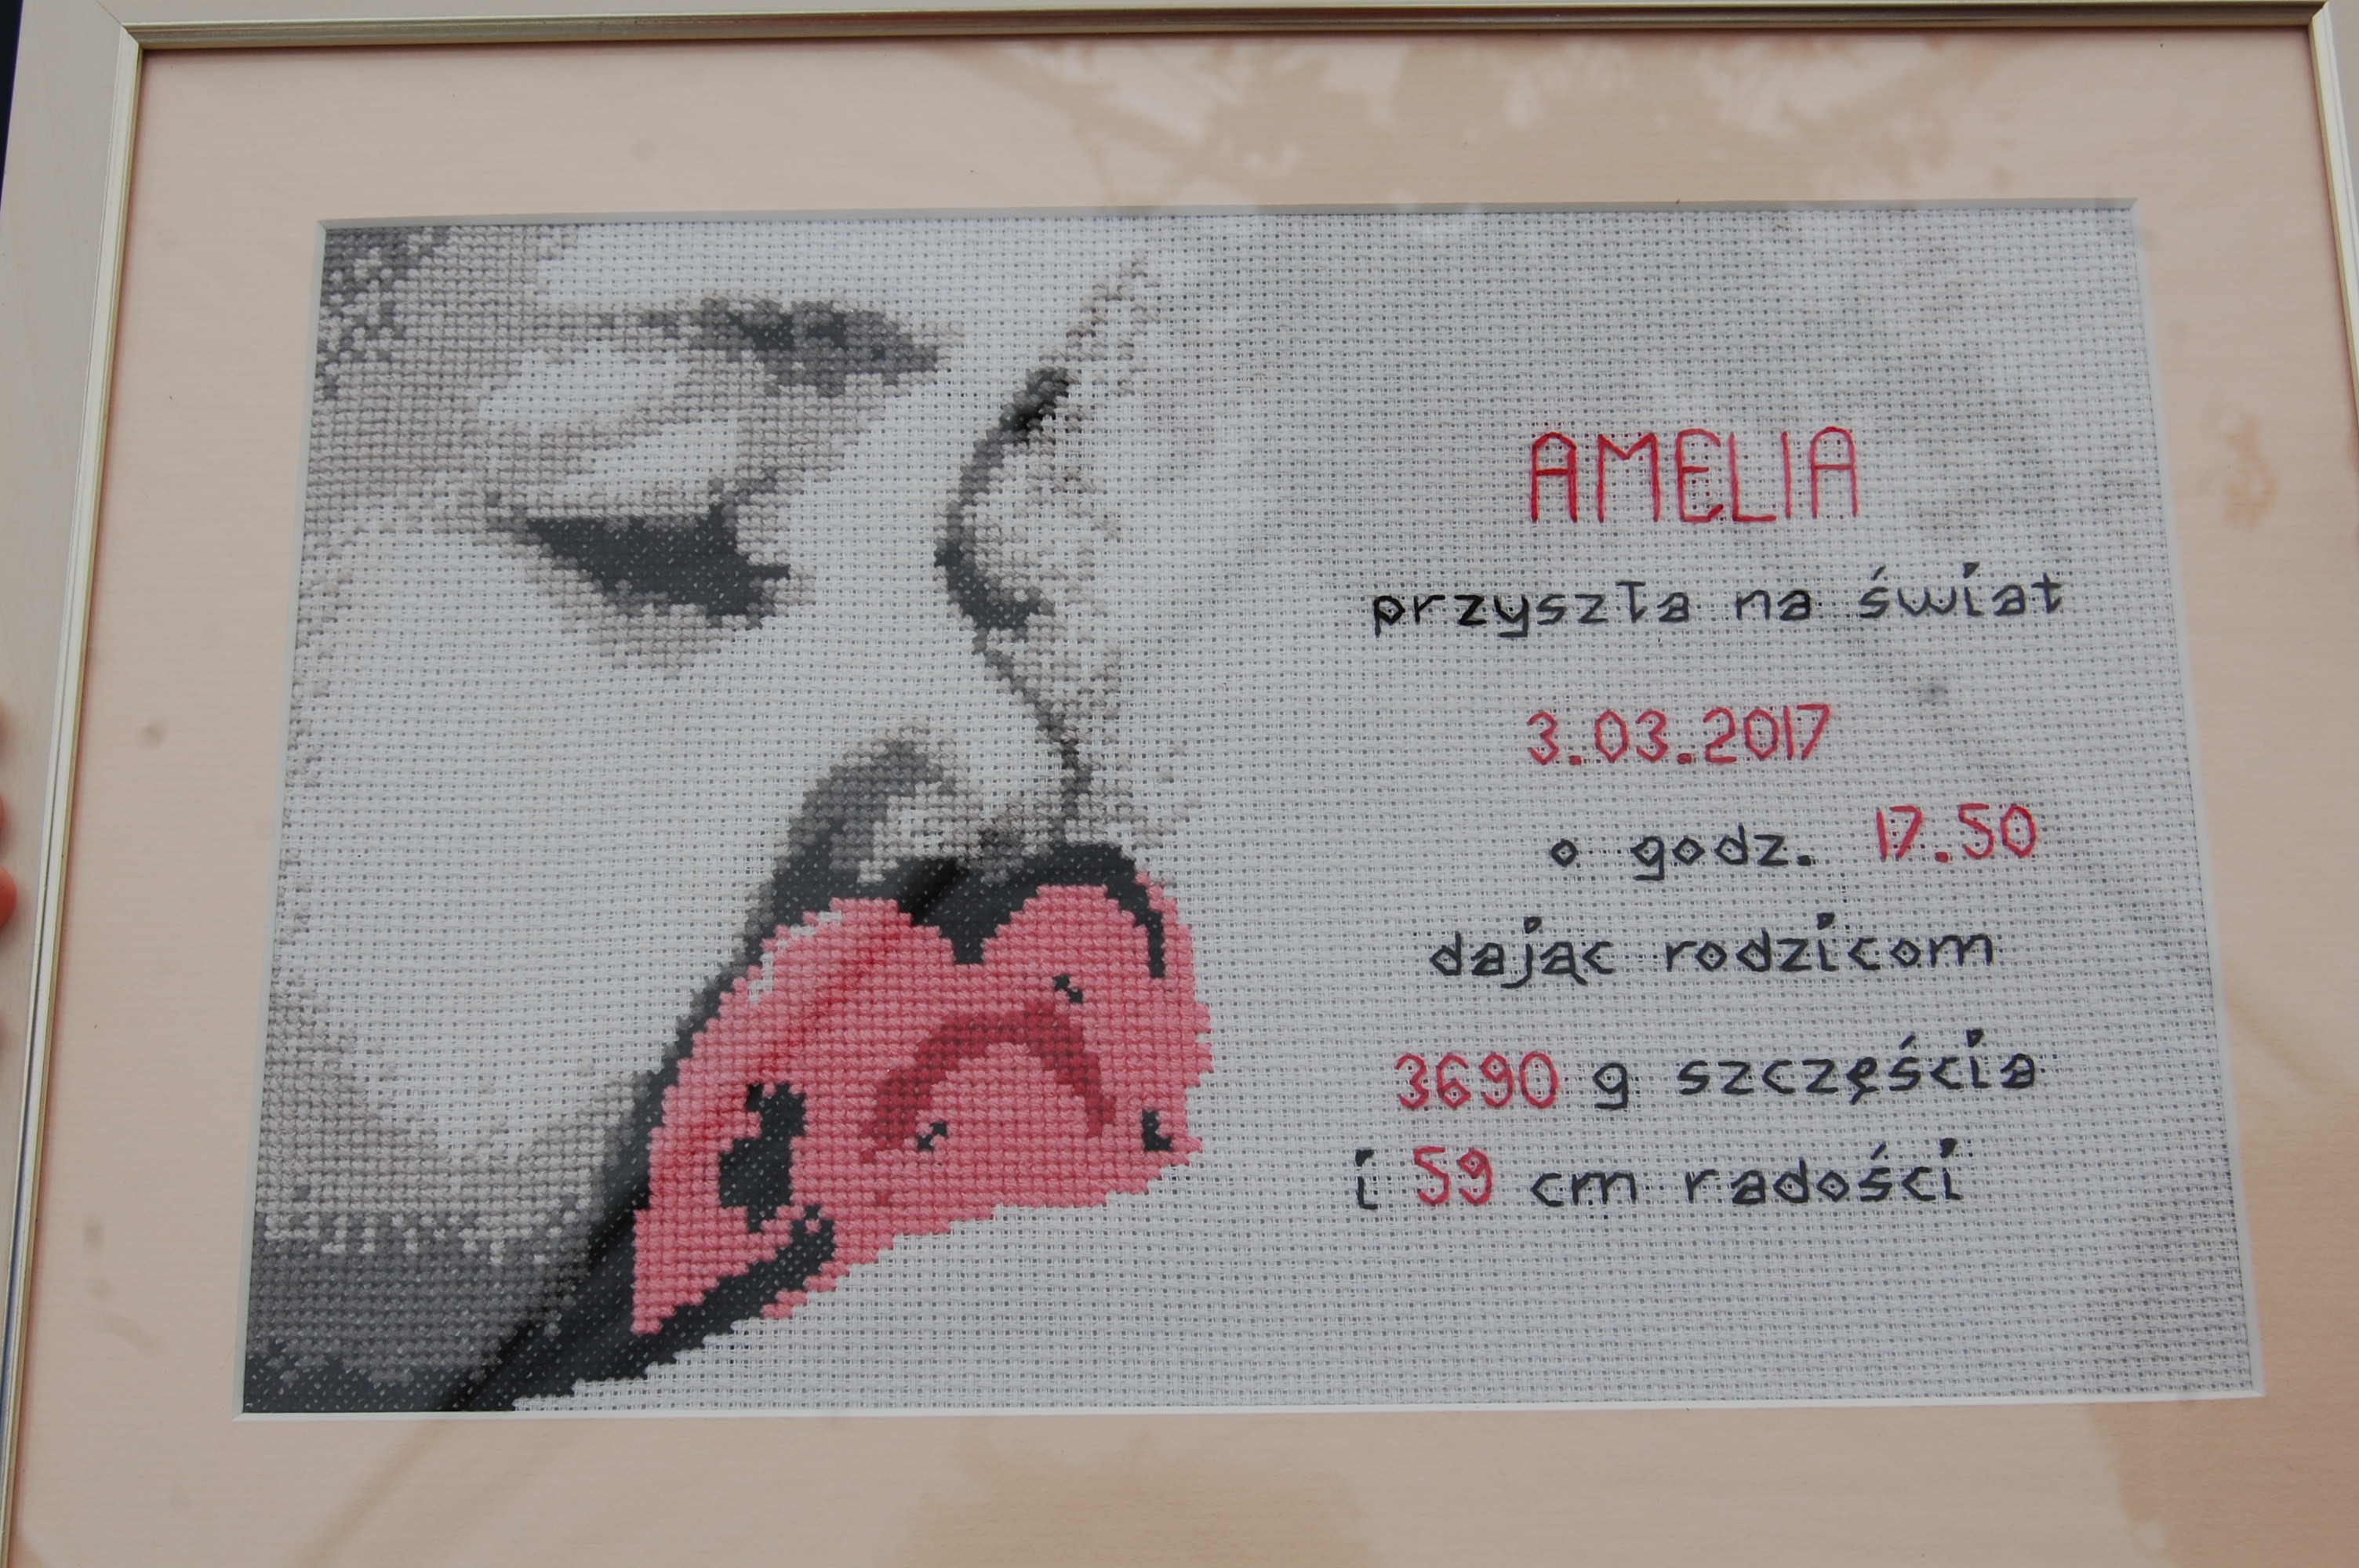 AMELIA
przyszła na świat
3.03.2017
o godz. 17.50
dając rodzicom
3690 g szczęścia
i 59 cm radości